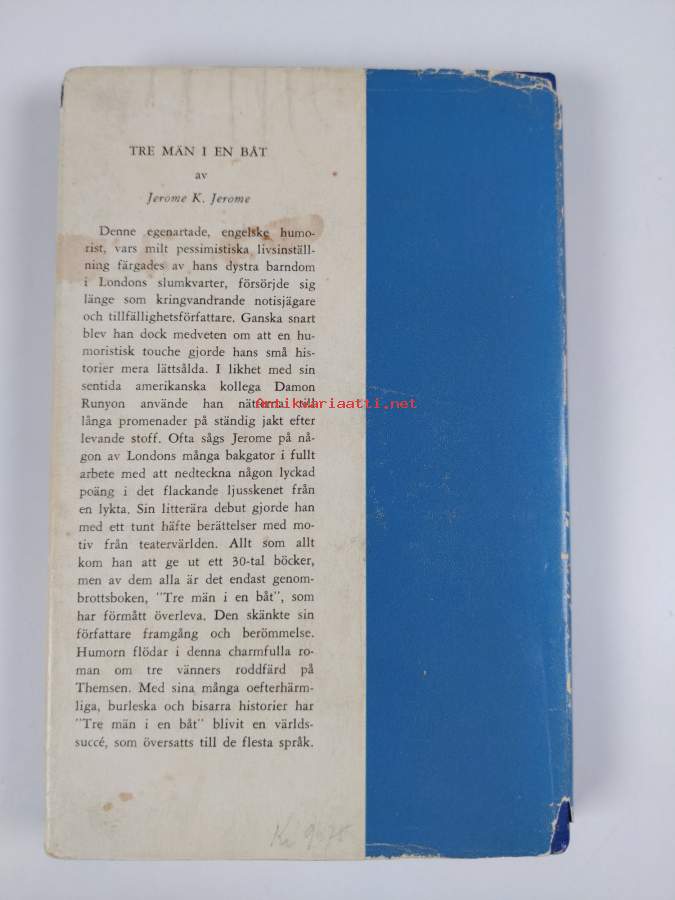 TRE MÄN I EN BÅT
av
Jerome K. Jerome
Denne egenartade, engelske humo-
rist, vars milt pessimistiska livsinställ-
ning färgades av hans dystra barndom
i Londons slumkvarter, försörjde sig
länge som kringvandrande notisjägare
och tillfällighetsförfattare. Ganska snart
blev han dock medveten om att en hu-
moristisk touche gjorde hans små his-
torier mera lättsålda. I likhet med sin
sentida amerikanska kollega Damon
Runyon använde han nätterna till
Antikvariaatti.net
långa promenader på ständig jakt efter
levande stoff. Ofta sågs Jerome på nå-
gon av Londons många bakgator i fullt
arbete med att nedteckna någon lyckad
poäng i det flackande ljusskenet från
en lykta. Sin litterära debut gjorde han
med ett tunt häfte berättelser med mo-
tiv från teatervärlden. Allt som allt
kom han att ge ut ett 30-tal böcker,
men av dem alla är det endast genom-
brottsboken, "Tre män i en båt", som
har förmått överleva. Den skänkte sin
författare framgång och berömmelse.
Humorn flödar i denna charmfulla ro-
man om tre vänners roddfärd på
Themsen. Med sina många oefterhärm-
liga, burleska och bisarra historier har
"Tre män i en båt" blivit en världs-
succé, som översatts till de flesta språk.